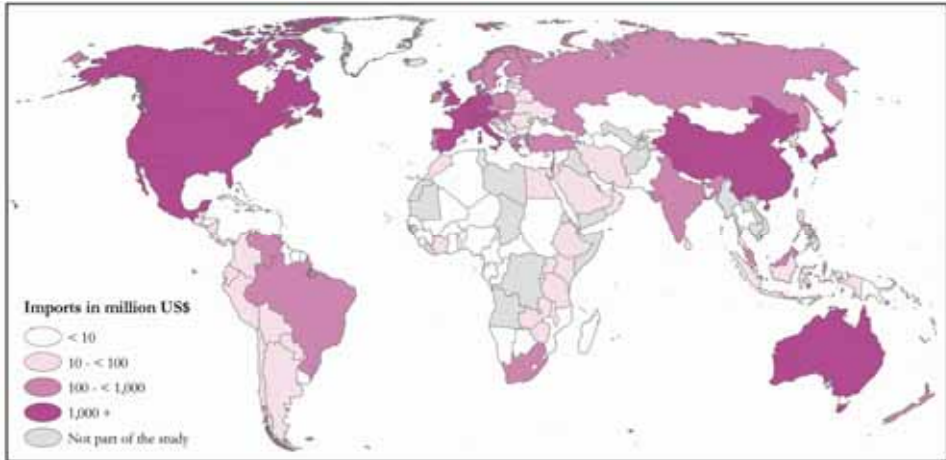 Imports in million US$
< 10
10 - < 100
100 - < 1,000
1,000 +
Not part of the study